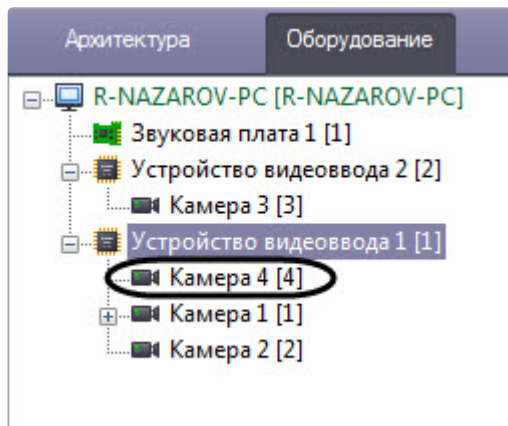 Архитектура Оборудование
R-NAZAROV-PC [R-NAZAROV-PC]
Звуковая плата 1 [1]
Устройство видеоввода 2 [2]
Камера 3 [3]
Устройство видеоввода 1 [1]
Камера 4 [4]
Камера 1 [1]
Камера 2 [2]